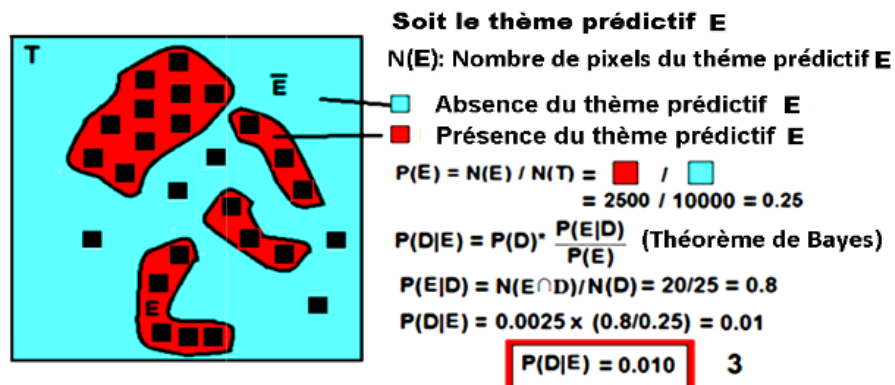 Soit le thème prédictif E
T
N(E): Nombre de pixels du théme prédictif E
E̅
Absence du thème prédictif E
Présence du thème prédictif E
P(E) = N(E) / N(T) = /
= 2500 / 10000 = 0.25
P(D|E) = P(D)* P(E|D)/P(E) (Théorème de Bayes)
P(E|D) = N(E∩D)/N(D) = 20/25 = 0.8
E
P(D|E) = 0.0025 x (0.8/0.25) = 0.01
P(D|E) = 0.010 3